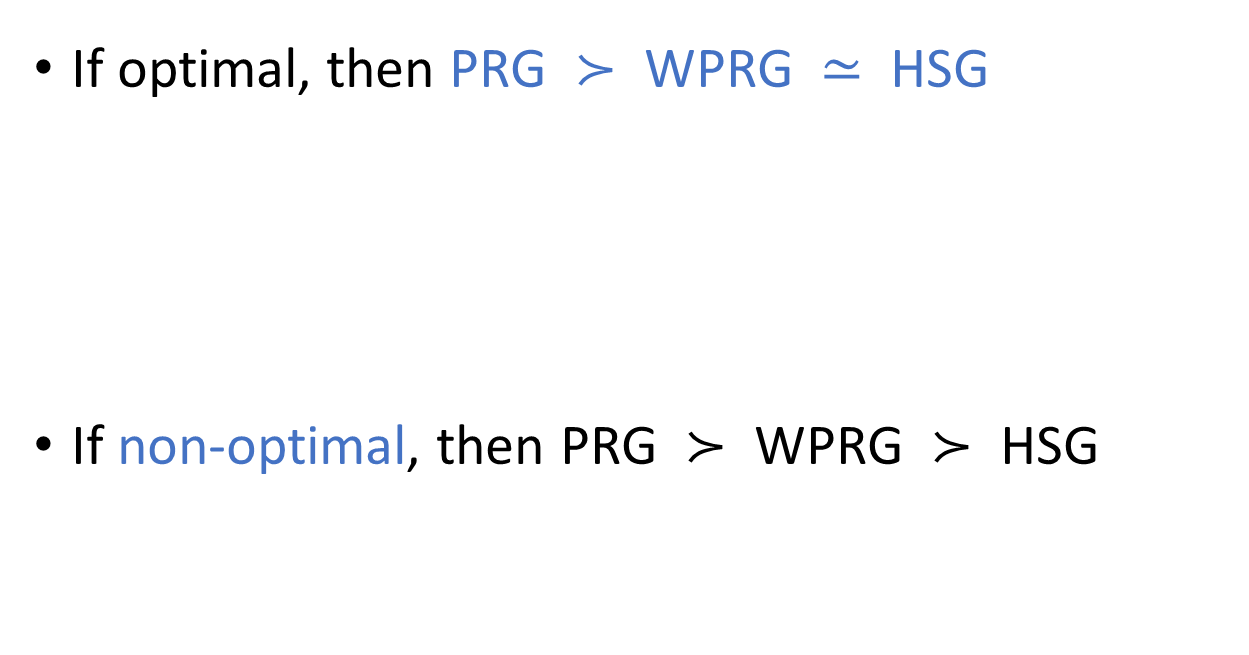 • If optimal, then PRG ≻ WPRG ≃ HSG
• If non-optimal, then PRG ≻ WPRG ≻ HSG